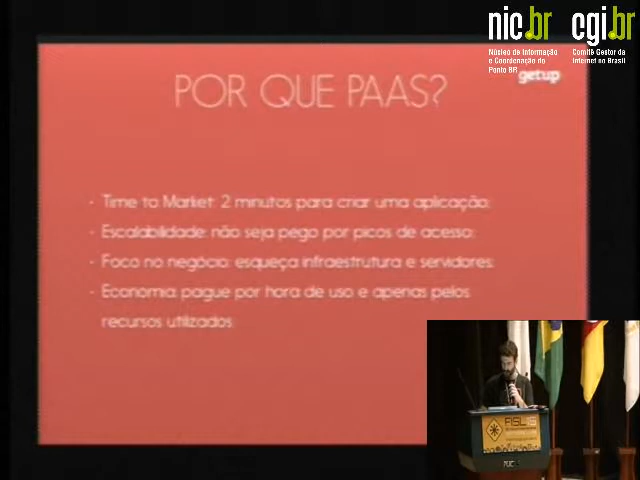 nic.br cgi.br
Núcleo de Informação
e Coordenação do
Ponto BR
Comitê Gestor da
Internet no Brasil
getup
POR QUE PAAS?
- Time to Market: 2 minutos para criar uma aplicação;
- Escalabilidade: não seja pego por picos de acesso;
- Foco no negócio: esqueça infraestrutura e servidores;
- Economia: pague por hora de uso e apenas pelos
recursos utilizados
FISL15
PUC